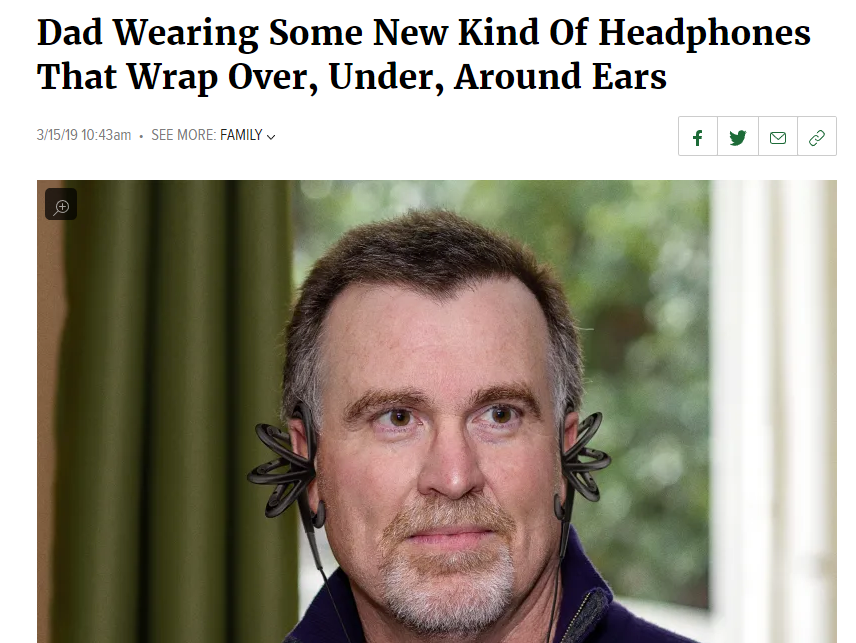 Dad Wearing Some New Kind Of Headphones
That Wrap Over, Under, Around Ears
3/15/19 10:43am • SEE MORE: FAMILY